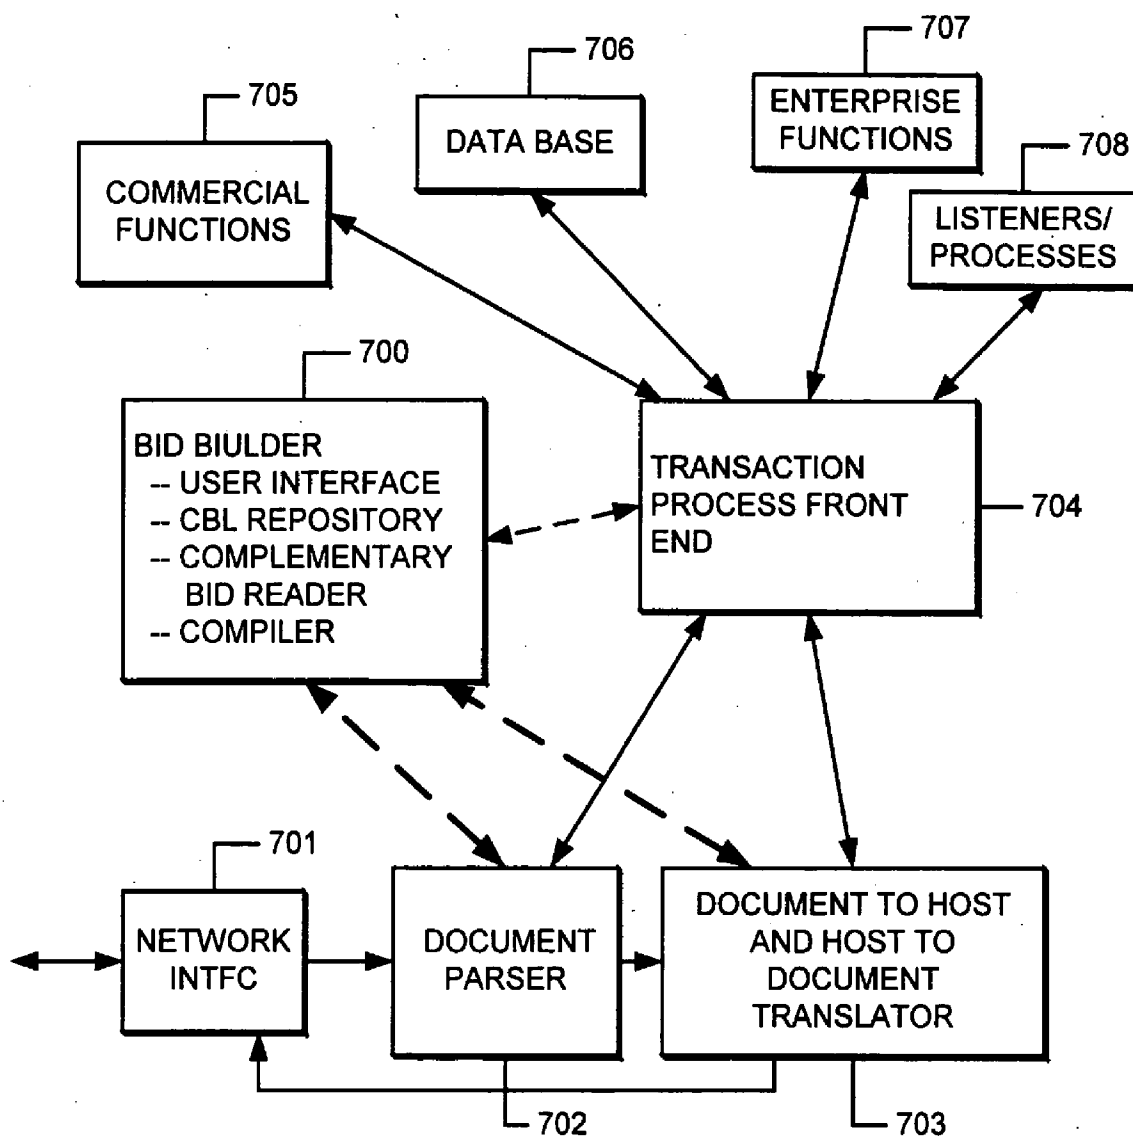 707
706
705
ENTERPRISE
FUNCTIONS
DATA BASE
708
COMMERCIAL
FUNCTIONS
LISTENERS/
PROCESSES
700
BID BIULDER
-- USER INTERFACE
-- CBL REPOSITORY
-- COMPLEMENTARY
BID READER
-- COMPILER
TRANSACTION
PROCESS FRONT
END
704
701
NETWORK
INTFC
DOCUMENT
PARSER
DOCUMENT TO HOST
AND HOST TO
DOCUMENT
TRANSLATOR
702
703